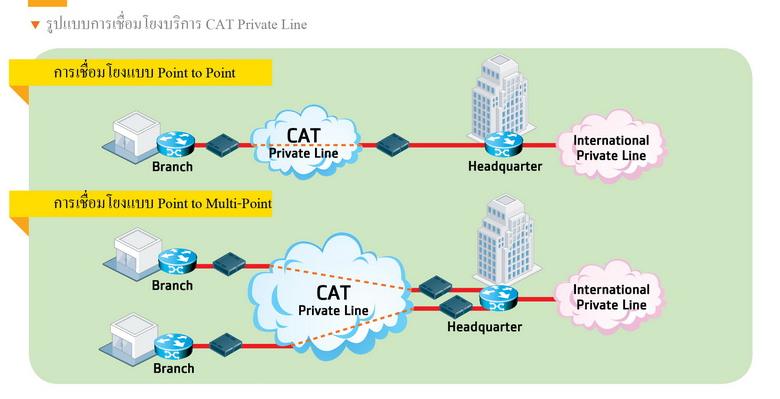 รูปแบบการเชื่อมโยงบริการ CAT Private Line
การเชื่อมโยงแบบ Point to Point
CAT
Private Line
International
Private Line
Branch
Headquarter
การเชื่อมโยงแบบ Point to Multi-Point
Branch
CAT
Private Line
International
Private Line
Headquarter
Branch